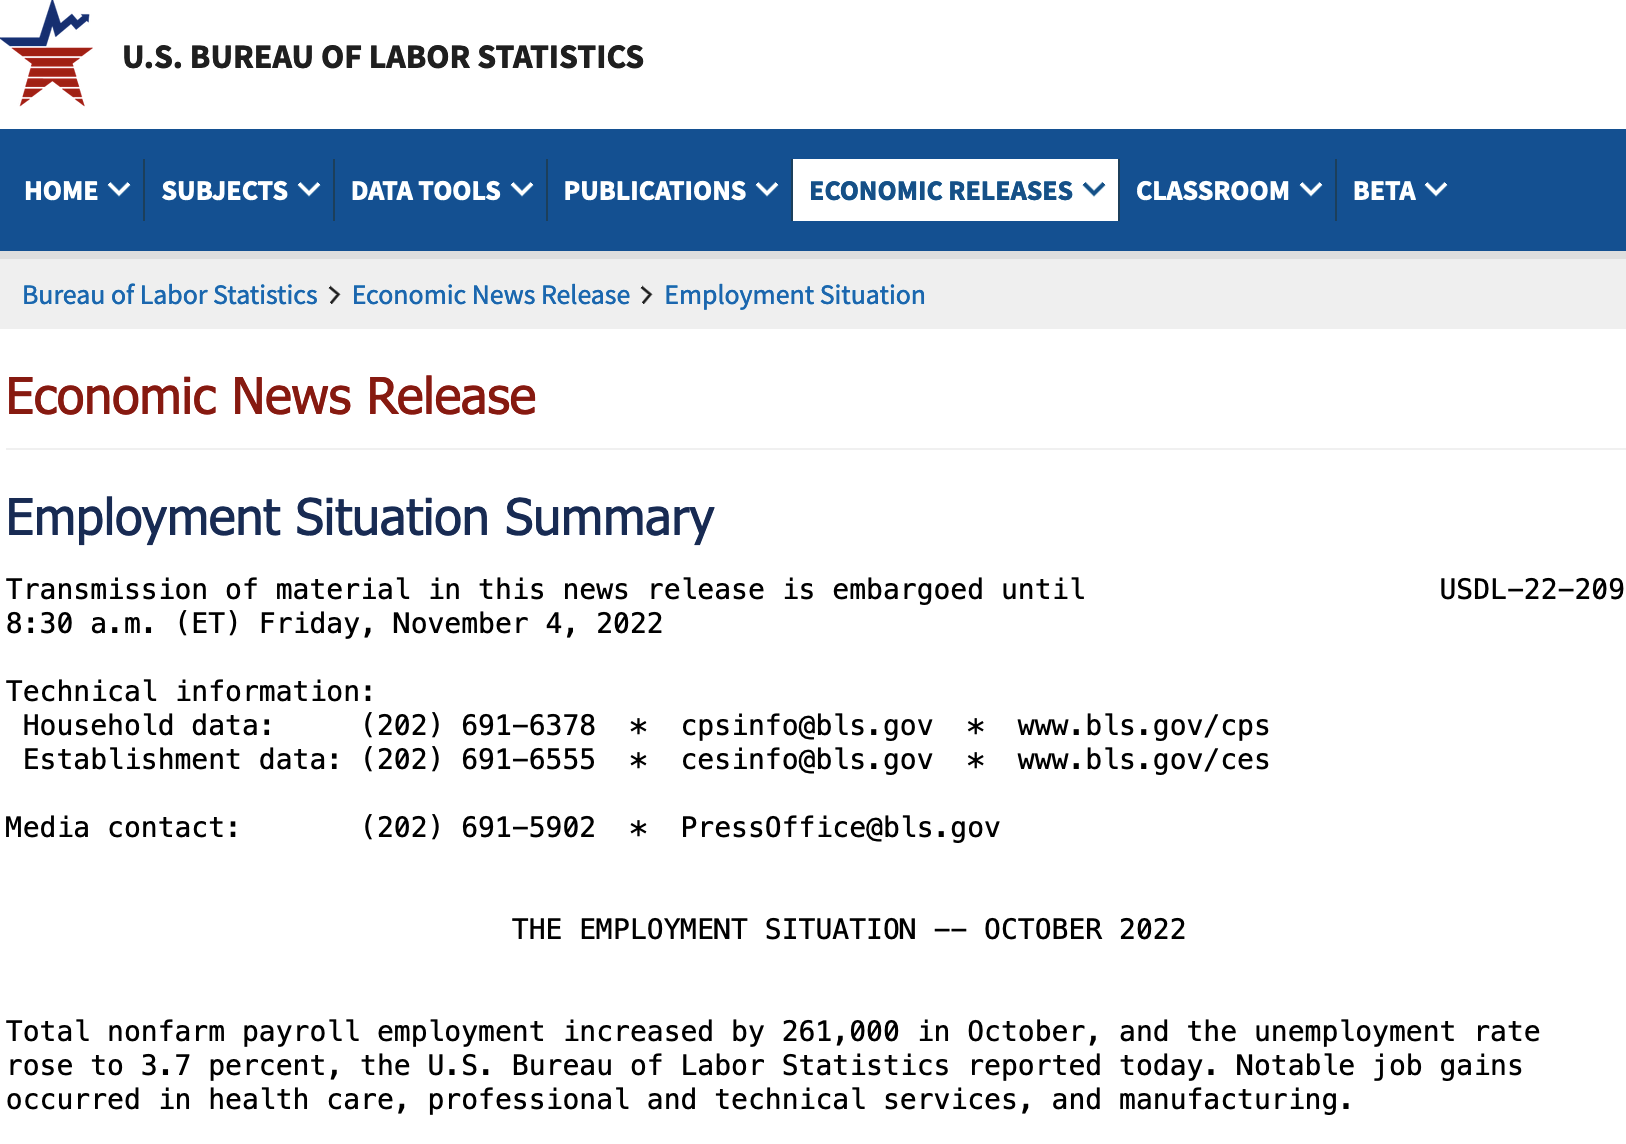 U.S. BUREAU OF LABOR STATISTICS
HOME SUBJECTS DATA TOOLS PUBLICATIONS ECONOMIC RELEASES CLASSROOM BETA
Bureau of Labor Statistics > Economic News Release > Employment Situation
Economic News Release
Employment Situation Summary
Transmission of material in this news release is embargoed until USDL-22-209
8:30 a.m. (ET) Friday, November 4, 2022
Technical information:
Household data: (202) 691-6378 * cpsinfo@bls.gov * www.bls.gov/cps
Establishment data: (202) 691-6555 * cesinfo@bls.gov * www.bls.gov/ces
Media contact: (202) 691-5902 * PressOffice@bls.gov
THE EMPLOYMENT SITUATION -- OCTOBER 2022
Total nonfarm payroll employment increased by 261,000 in October, and the unemployment rate
rose to 3.7 percent, the U.S. Bureau of Labor Statistics reported today. Notable job gains
occurred in health care, professional and technical services, and manufacturing.